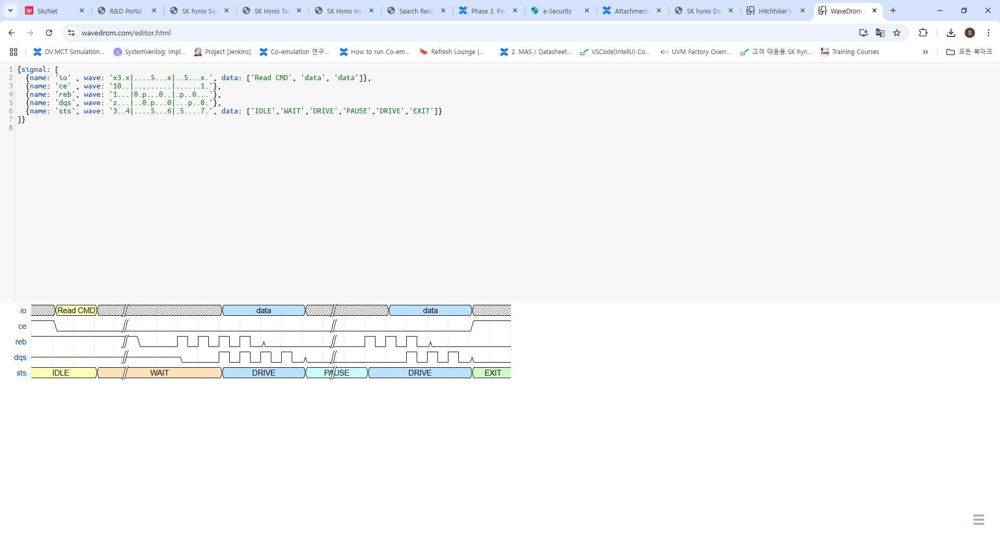 SkyNet
R&D Portal
SK hynix Ser
SK Hynix Tal
SK Hynix Hy
Search Resu
Phase 3. Fin
e-Security
Attachments
SK hynix De
Hitchhiker's
WaveDrom E
wavedrom.com/editor.html
S
DV.MCT Simulation...
SystemVerilog: Impl...
Project [Jenkins]
Co-emulation 연구...
How to run Co-em...
Refresh Lounge |...
2. MAS / Datasheet...
VSCode(IntelliJ) Co...
UVM Factory Overr...
고객 대응용 SK hyn...
Training Courses
모든 북마크
1 {signal: [
2   {name: 'io' , wave: 'x3.x|....5...x|..5...x.', data: ['Read CMD', 'data', 'data']},
3   {name: 'ce' , wave: '10..|.........|......1.'},
4   {name: 'reb', wave: '1...|0.p...0..|.p..0...'},
5   {name: 'dqs', wave: 'z...|..0.p...0|...p..0.'},
6   {name: 'sts', wave: '3..4|....5...6|.5....7.', data: ['IDLE','WAIT','DRIVE','PAUSE','DRIVE','EXIT']}
7 ]}
8
io Read CMD data data
ce
reb
dqs
sts IDLE WAIT DRIVE PAUSE DRIVE EXIT